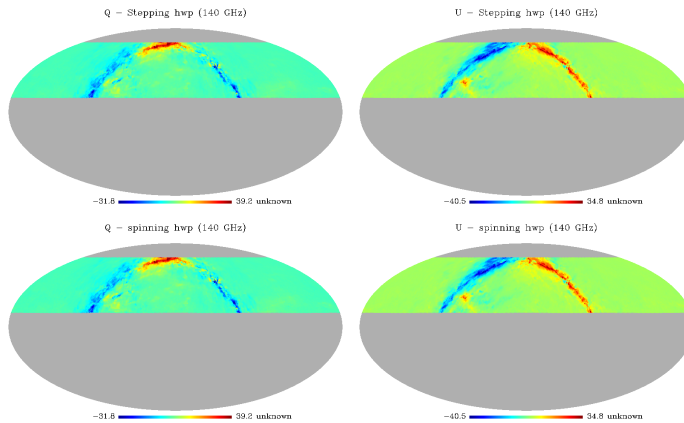 Q - Stepping hwp (140 GHz)
U - Stepping hwp (140 GHz)
-31.8 39.2 unknown
-40.5 34.8 unknown
Q - spinning hwp (140 GHz)
U - spinning hwp (140 GHz)
-31.8 39.2 unknown
-40.5 34.8 unknown